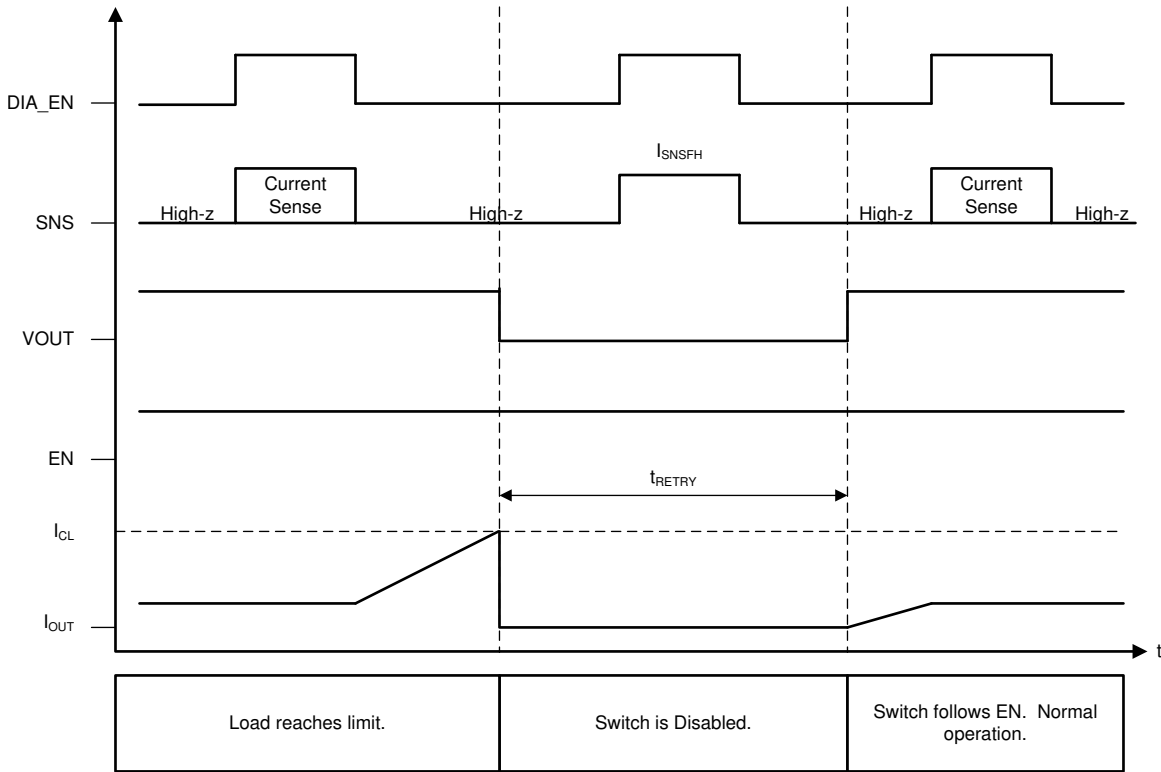 DIA_EN
I_SNSFH
Current
Sense
Current
Sense
High-z
High-z
High-z
High-z
SNS
VOUT
EN
t_RETRY
I_CL
I_OUT
t
Load reaches limit.
Switch is Disabled.
Switch follows EN. Normal
operation.